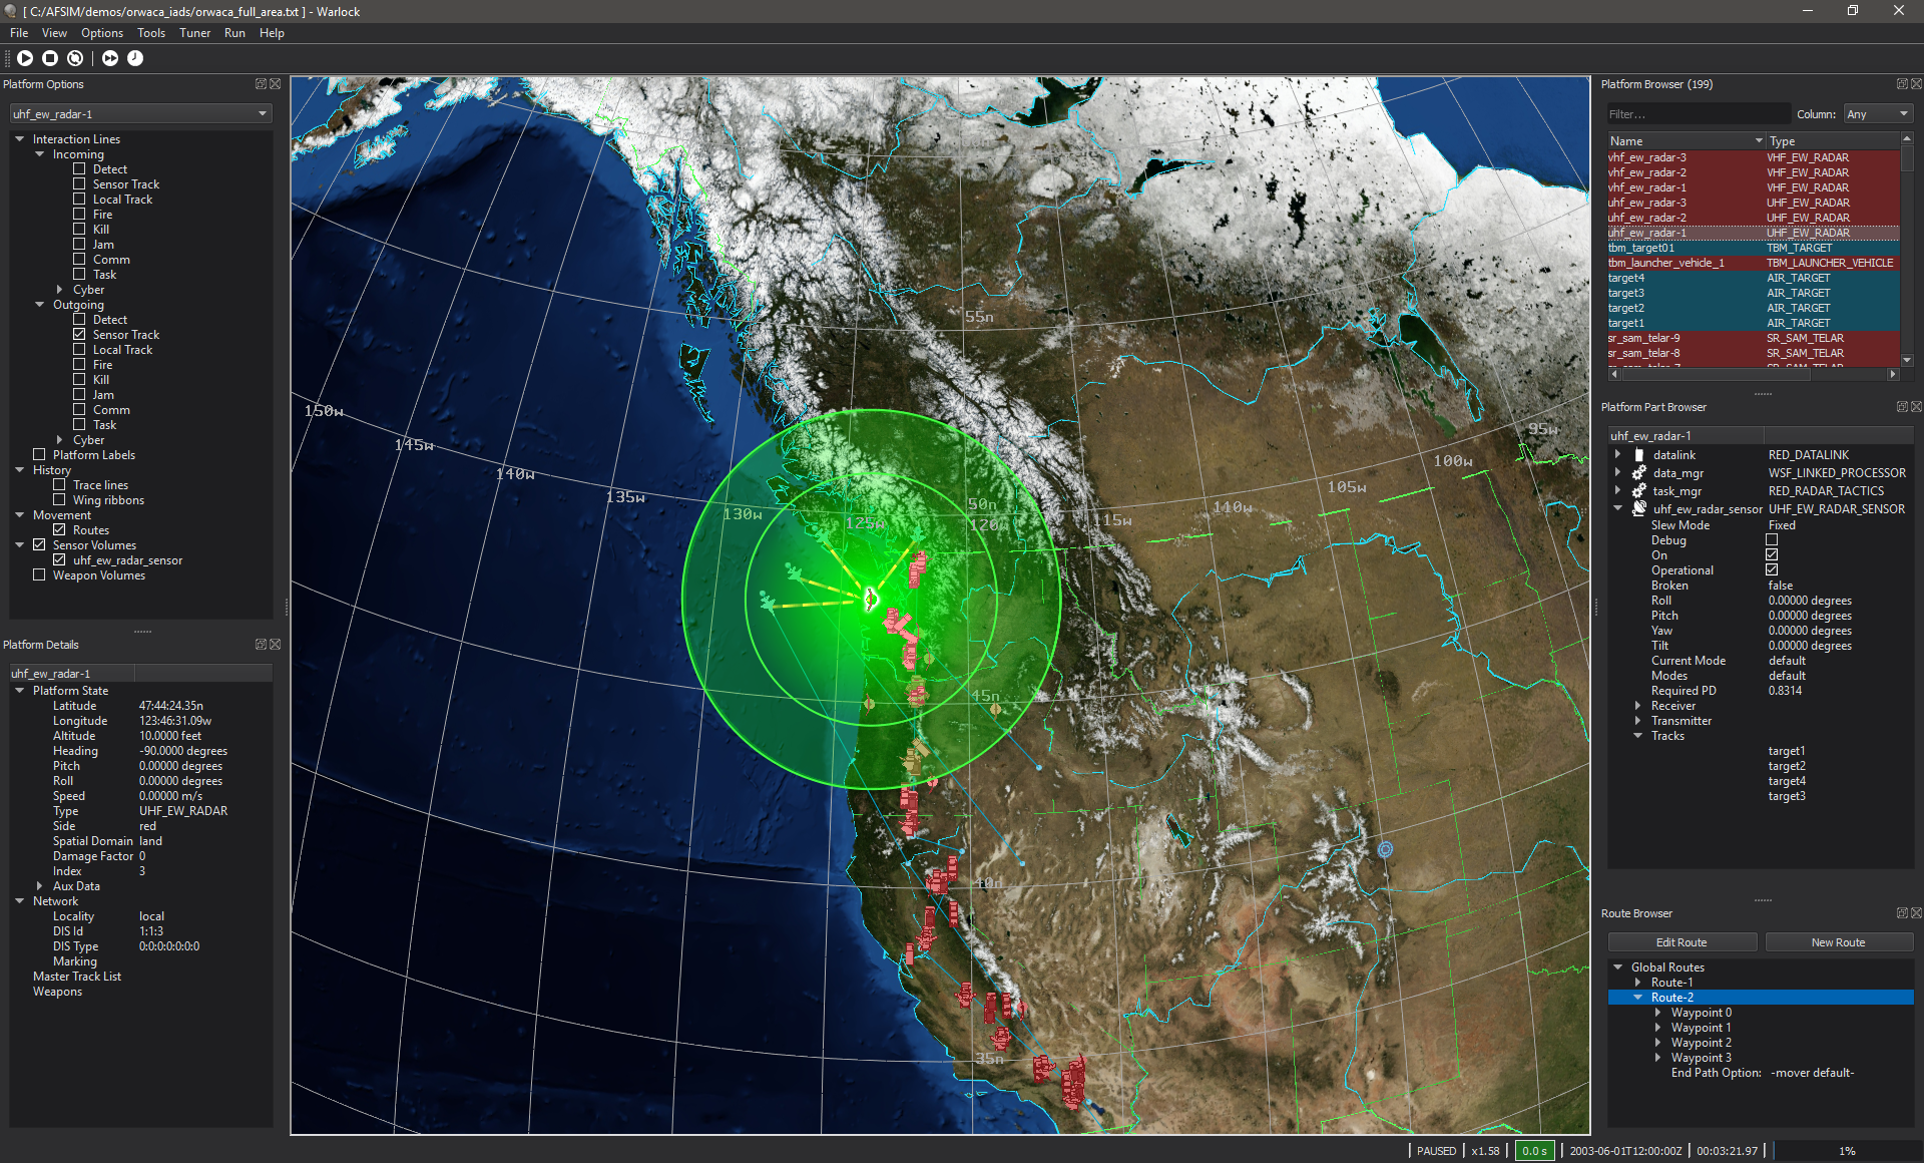 [ C:/AFSIM/demos/orwaca_iads/orwaca_full_area.txt ] - Warlock
File View Options Tools Tuner Run Help
Platform Options
uhf_ew_radar-1
Interaction Lines
Incoming
Detect
Sensor Track
Local Track
Fire
Kill
Jam
Comm
Task
Cyber
Outgoing
Detect
Sensor Track
Local Track
Fire
Kill
Jam
Comm
Task
Cyber
Platform Labels
History
Trace lines
Wing ribbons
Movement
Routes
Sensor Volumes
uhf_ew_radar_sensor
Weapon Volumes
Platform Details
uhf_ew_radar-1
Platform State
Latitude 47:44:24.35n
Longitude 123:46:31.09w
Altitude 10.0000 feet
Heading -90.0000 degrees
Pitch 0.00000 degrees
Roll 0.00000 degrees
Speed 0.00000 m/s
Type UHF_EW_RADAR
Side red
Spatial Domain land
Damage Factor 0
Index 3
Aux Data
Network
Locality local
DIS Id 1:1:3
DIS Type 0:0:0:0:0:0:0
Marking
Master Track List
Weapons
55n
150w
145w
140w
135w
130w
125w
50n
120w
115w
110w
105w
100w
95w
45n
40n
35n
Platform Browser (199)
Filter... Column: Any
Name Type
vhf_ew_radar-3 VHF_EW_RADAR
vhf_ew_radar-2 VHF_EW_RADAR
vhf_ew_radar-1 VHF_EW_RADAR
uhf_ew_radar-3 UHF_EW_RADAR
uhf_ew_radar-2 UHF_EW_RADAR
uhf_ew_radar-1 UHF_EW_RADAR
tbm_target01 TBM_TARGET
tbm_launcher_vehicle_1 TBM_LAUNCHER_VEHICLE
target4 AIR_TARGET
target3 AIR_TARGET
target2 AIR_TARGET
target1 AIR_TARGET
sr_sam_telar-9 SR_SAM_TELAR
sr_sam_telar-8 SR_SAM_TELAR
Platform Part Browser
uhf_ew_radar-1
datalink RED_DATALINK
data_mgr WSF_LINKED_PROCESSOR
task_mgr RED_RADAR_TACTICS
uhf_ew_radar_sensor UHF_EW_RADAR_SENSOR
Slew Mode Fixed
Debug
On
Operational
Broken false
Roll 0.00000 degrees
Pitch 0.00000 degrees
Yaw 0.00000 degrees
Tilt 0.00000 degrees
Current Mode default
Modes default
Required PD 0.8314
Receiver
Transmitter
Tracks
target1
target2
target4
target3
Route Browser
Edit Route New Route
Global Routes
Route-1
Route-2
Waypoint 0
Waypoint 1
Waypoint 2
Waypoint 3
End Path Option: -mover default-
PAUSED x1.58 0.0 s 2003-06-01T12:00:00Z 00:03:21.97 1%